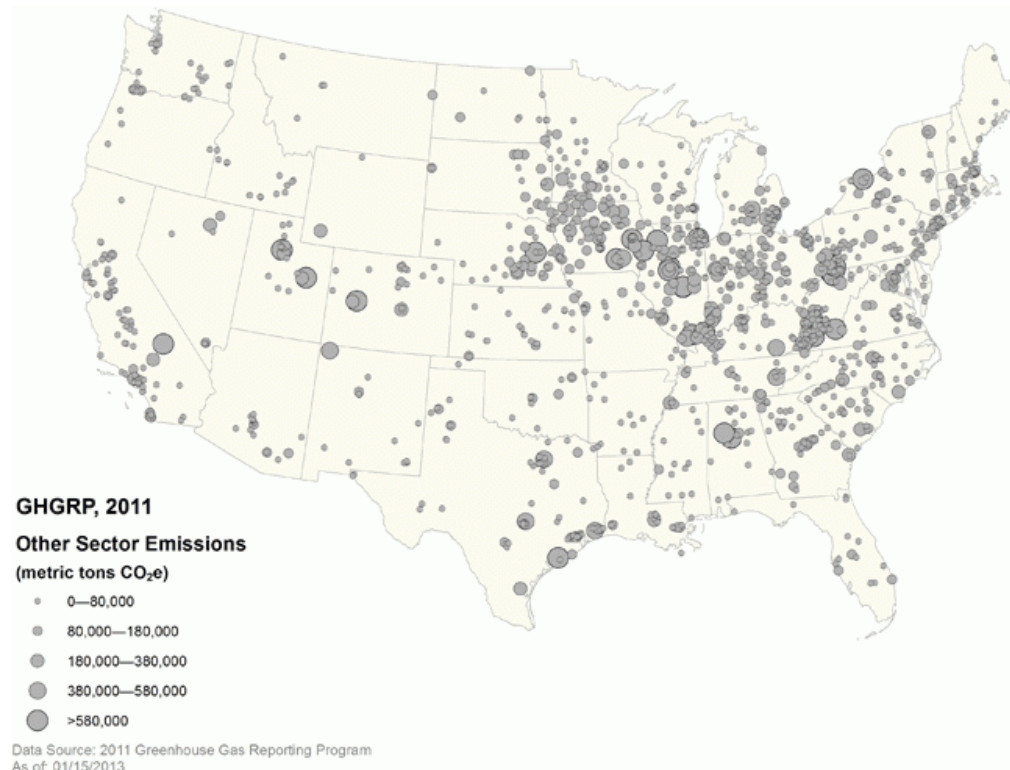 GHGRP, 2011
Other Sector Emissions
(metric tons CO₂e)
0—80,000
80,000—180,000
180,000—380,000
380,000—580,000
>580,000
Data Source: 2011 Greenhouse Gas Reporting Program
As of: 01/15/2013